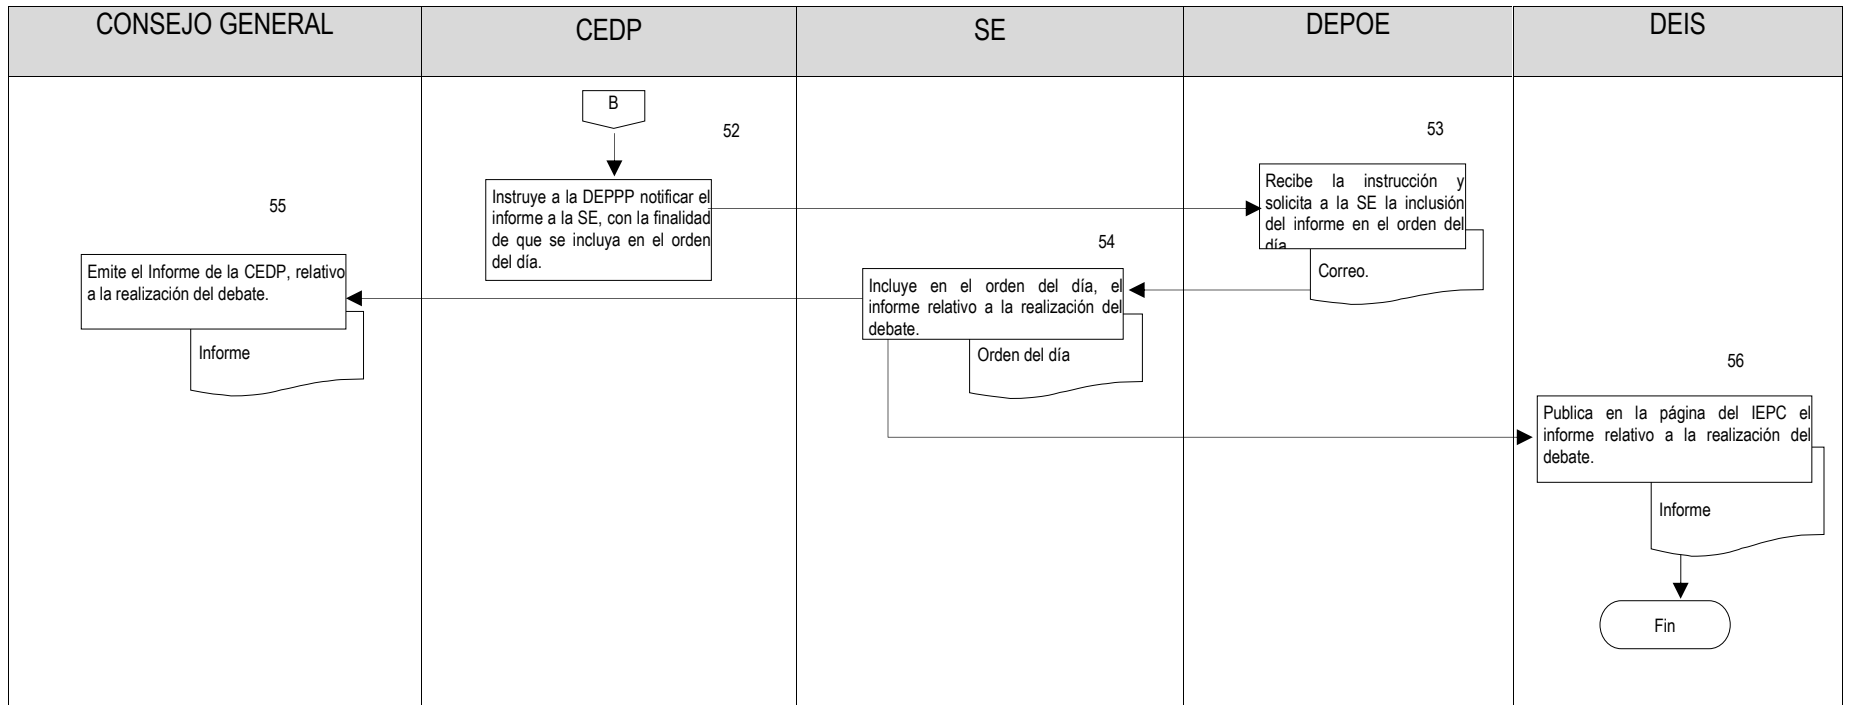 CONSEJO GENERAL
CEDP
SE
DEPOE
DEIS
B
52
Instruye a la DEPPP notificar el
informe a la SE, con la finalidad
de que se incluya en el orden
del día.
53
Recibe la instrucción y
solicita a la SE la inclusión
del informe en el orden del
día
Correo.
54
Incluye en el orden del día, el
informe relativo a la realización del
debate.
Orden del día
55
Emite el Informe de la CEDP, relativo
a la realización del debate.
Informe
56
Publica en la página del IEPC el
informe relativo a la realización del
debate.
Informe
Fin